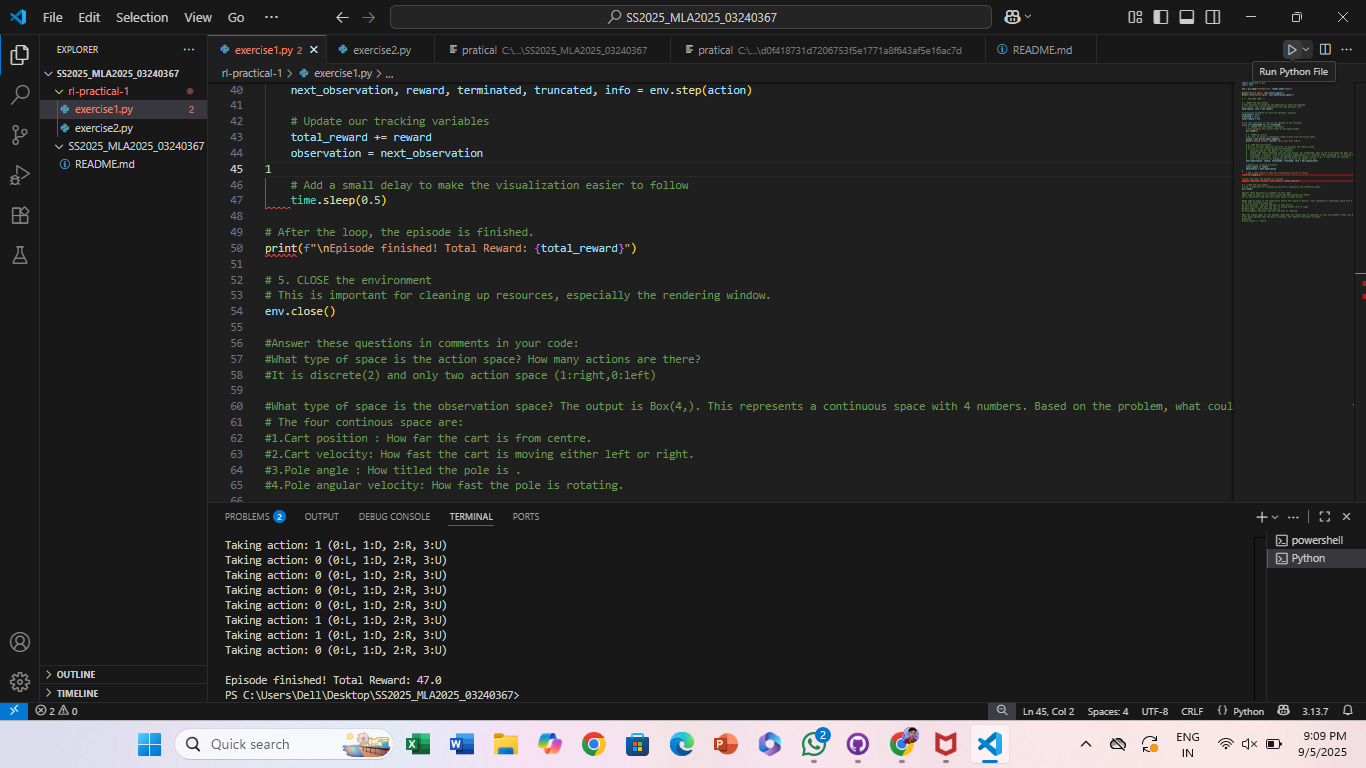 File Edit Selection View Go ··· SS2025_MLA2025_03240367
EXPLORER ···
exercise1.py 2
exercise2.py
pratical C:\...\SS2025_MLA2025_03240367
pratical C:\...\d0f418731d7206753f5e1771a8f643af5e16ac7d
README.md
Run Python File
rl-practical-1 > exercise1.py > ...
SS2025_MLA2025_03240367
rl-practical-1
exercise1.py 2
exercise2.py
SS2025_MLA2025_03240367
README.md
40 next_observation, reward, terminated, truncated, info = env.step(action)
41
42 # Update our tracking variables
43 total_reward += reward
44 observation = next_observation
45 1
46 # Add a small delay to make the visualization easier to follow
47 time.sleep(0.5)
48
49 # After the loop, the episode is finished.
50 print(f"\nEpisode finished! Total Reward: {total_reward}")
51
52 # 5. CLOSE the environment
53 # This is important for cleaning up resources, especially the rendering window.
54 env.close()
55
56 #Answer these questions in comments in your code:
57 #What type of space is the action space? How many actions are there?
58 #It is discrete(2) and only two action space (1:right,0:left)
59
60 #What type of space is the observation space? The output is Box(4,). This represents a continuous space with 4 numbers. Based on the problem, what coul
61 # The four continous space are:
62 #1.Cart position : How far the cart is from centre.
63 #2.Cart velocity: How fast the cart is moving either left or right.
64 #3.Pole angle : How titled the pole is .
65 #4.Pole angular velocity: How fast the pole is rotating.
66
PROBLEMS 2 OUTPUT DEBUG CONSOLE TERMINAL PORTS
Taking action: 1 (0:L, 1:D, 2:R, 3:U)
Taking action: 0 (0:L, 1:D, 2:R, 3:U)
Taking action: 0 (0:L, 1:D, 2:R, 3:U)
Taking action: 0 (0:L, 1:D, 2:R, 3:U)
Taking action: 0 (0:L, 1:D, 2:R, 3:U)
Taking action: 1 (0:L, 1:D, 2:R, 3:U)
Taking action: 1 (0:L, 1:D, 2:R, 3:U)
Taking action: 0 (0:L, 1:D, 2:R, 3:U)
Episode finished! Total Reward: 47.0
PS C:\Users\Dell\Desktop\SS2025_MLA2025_03240367>
powershell
Python
OUTLINE
TIMELINE
2 0 Ln 45, Col 2 Spaces: 4 UTF-8 CRLF {} Python 3.13.7
Quick search
2
ENG
IN
9:09 PM
9/5/2025